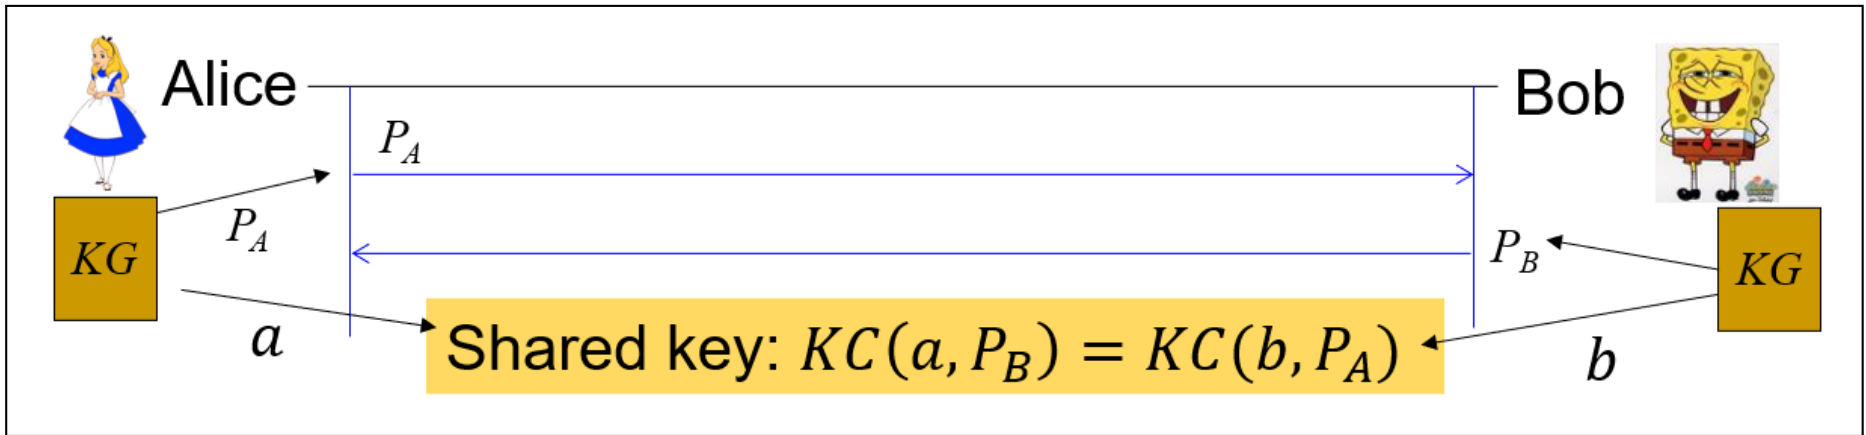 Alice
Bob
P_A
P_A
KG
P_B
KG
a
Shared key: KC(a, P_B) = KC(b, P_A)
b